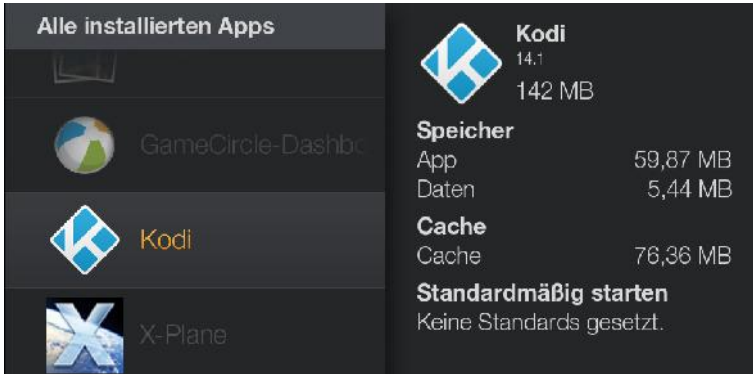 Alle installierten Apps
GameCircle-Dashbo
Kodi
X-Plane
Kodi
14.1
142 MB
Speicher
App 59,87 MB
Daten 5,44 MB
Cache
Cache 76,36 MB
Standardmäßig starten
Keine Standards gesetzt.